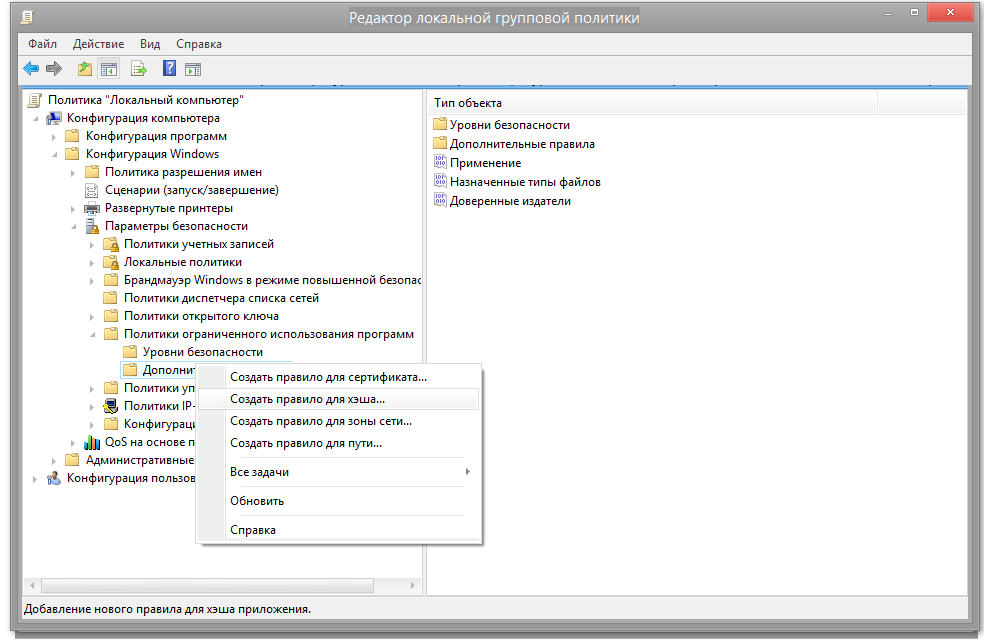 Редактор локальной групповой политики
Файл Действие Вид Справка
Политика "Локальный компьютер"
Конфигурация компьютера
Конфигурация программ
Конфигурация Windows
Политика разрешения имен
Сценарии (запуск/завершение)
Развернутые принтеры
Параметры безопасности
Политики учетных записей
Локальные политики
Брандмауэр Windows в режиме повышенной безопас
Политики диспетчера списка сетей
Политики открытого ключа
Политики ограниченного использования программ
Уровни безопасности
Дополнит
Политики уп
Политики IP-
Конфигурац
QoS на основе п
Административные
Конфигурация пользов
Тип объекта
Уровни безопасности
Дополнительные правила
Применение
Назначенные типы файлов
Доверенные издатели
Создать правило для сертификата...
Создать правило для хэша...
Создать правило для зоны сети...
Создать правило для пути...
Все задачи
Обновить
Справка
Добавление нового правила для хэша приложения.